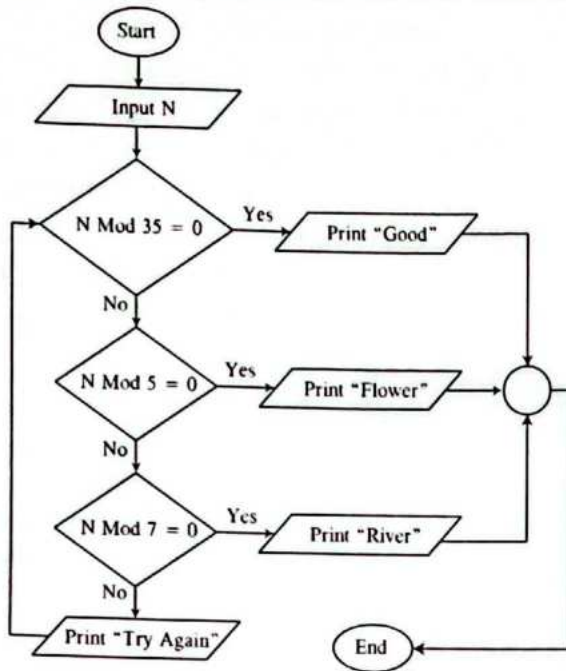 Start
Input N
N Mod 35 = 0
Yes
Print “Good”
No
N Mod 5 = 0
Yes
Print “Flower”
No
N Mod 7 = 0
Yes
Print “River”
No
Print “Try Again”
End